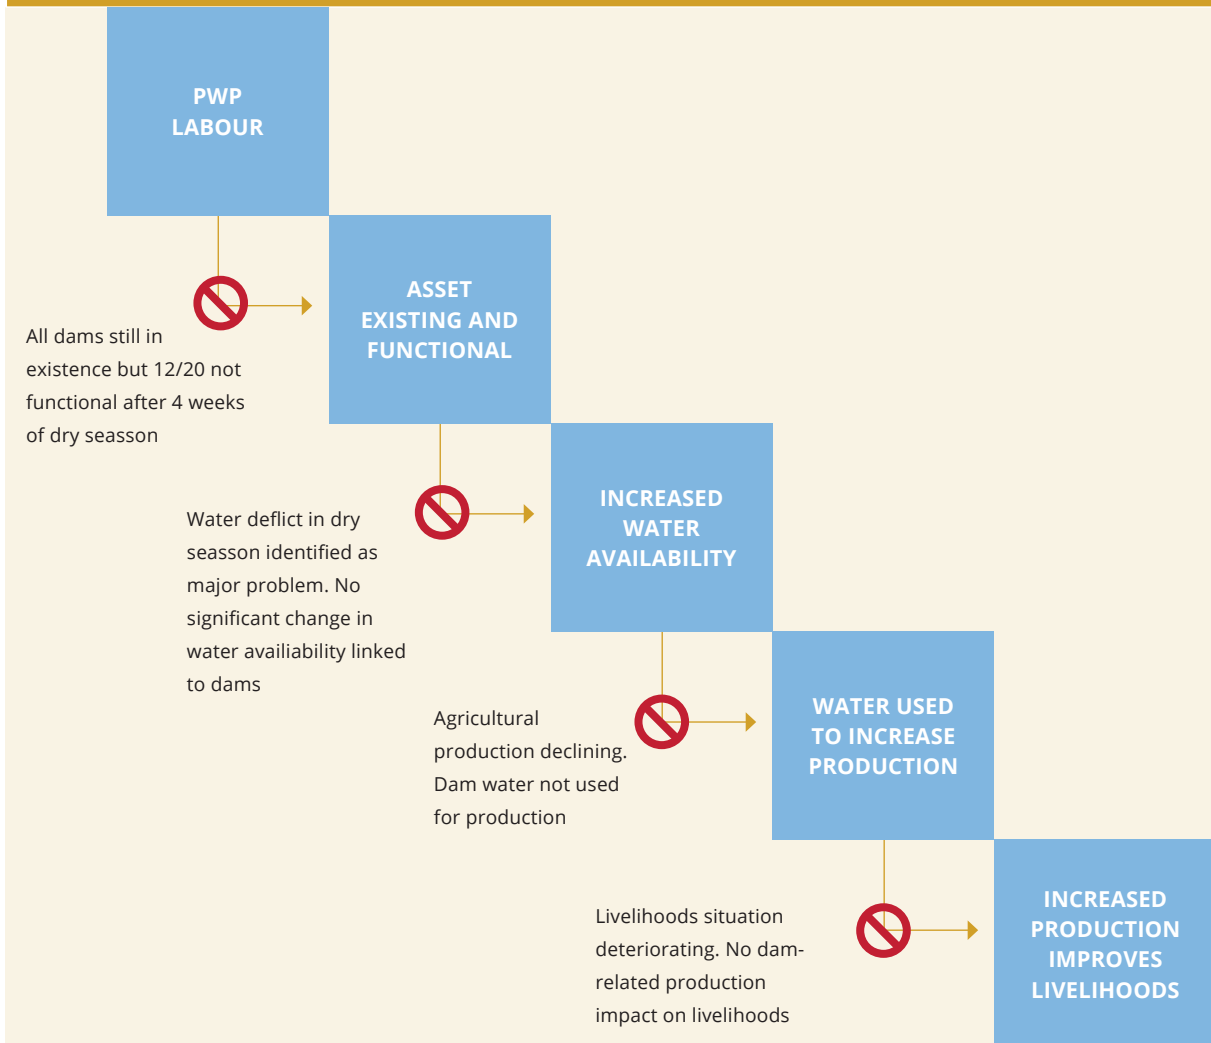 PWP
LABOUR
ASSET
EXISTING AND
FUNCTIONAL
All dams still in
existence but 12/20 not
functional after 4 weeks
of dry seasson
INCREASED
WATER
AVAILABILITY
Water deflict in dry
seasson identified as
major problem. No
significant change in
water availiability linked
to dams
WATER USED
TO INCREASE
PRODUCTION
Agricultural
production declining.
Dam water not used
for production
INCREASED
PRODUCTION
IMPROVES
LIVELIHOODS
Livelihoods situation
deteriorating. No dam-
related production
impact on livelihoods